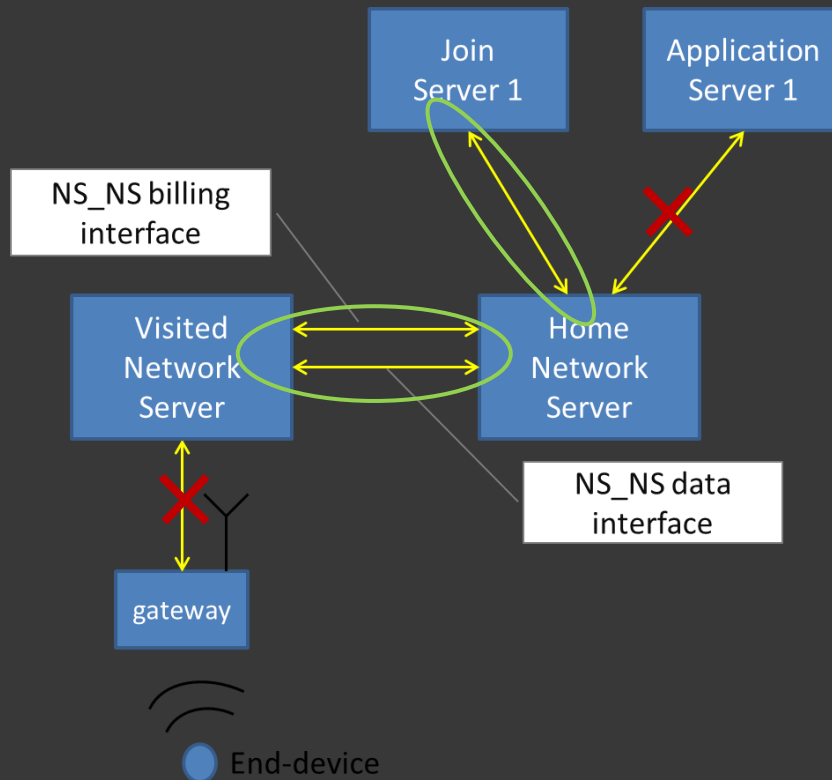 Join
Server 1
Application
Server 1
NS_NS billing
interface
Visited
Network
Server
Home
Network
Server
NS_NS data
interface
gateway
End-device